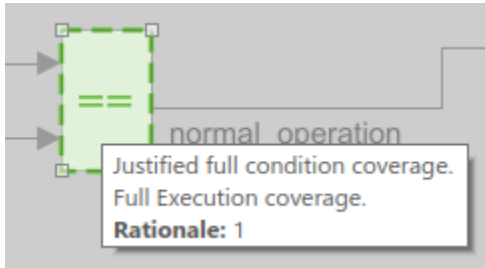 ==
normal_operation
Justified full condition coverage.
Full Execution coverage.
Rationale: 1